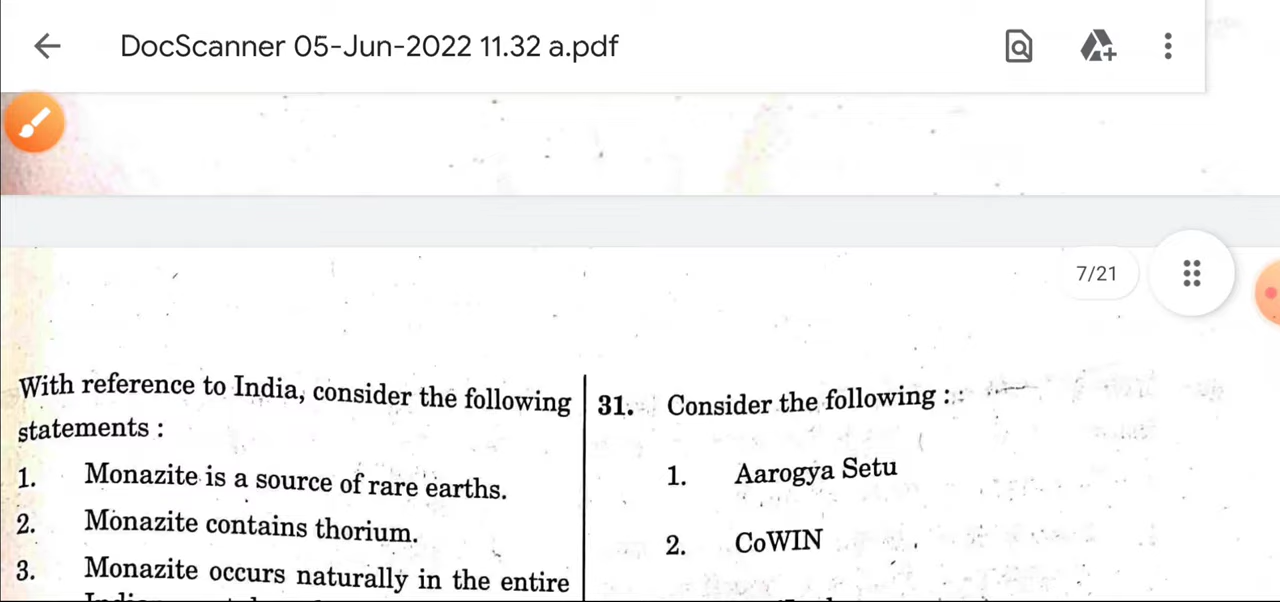 DocScanner 05-Jun-2022 11.32 a.pdf
7/21
With reference to India, consider the following
statements :
1. Monazite is a source of rare earths.
2. Monazite contains thorium.
3. Monazite occurs naturally in the entire
31. Consider the following :
1. Aarogya Setu
2. CoWIN